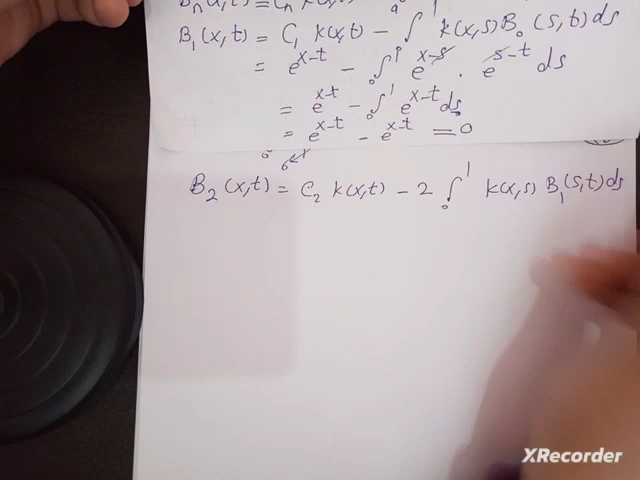 B₁(x,t) = C₁ k(x,t) − ∫₀¹ k(x,s) B₀(s,t) ds
= e^{x-t} − ∫₀¹ e^{x-s} . e^{s-t} ds
= e^{x-t} − ∫₀¹ e^{x-t} ds
= e^{x-t} − e^{x-t} = 0
B₂(x,t) = C₂ k(x,t) − 2 ∫₀¹ k(x,s) B₁(s,t) ds
XRecorder